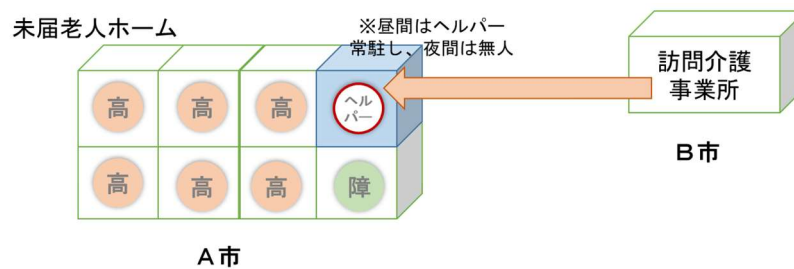 未届老人ホーム
※昼間はヘルパー
常駐し、夜間は無人
高
高
高
ヘル
パー
高
高
高
障
訪問介護
事業所
A市
B市